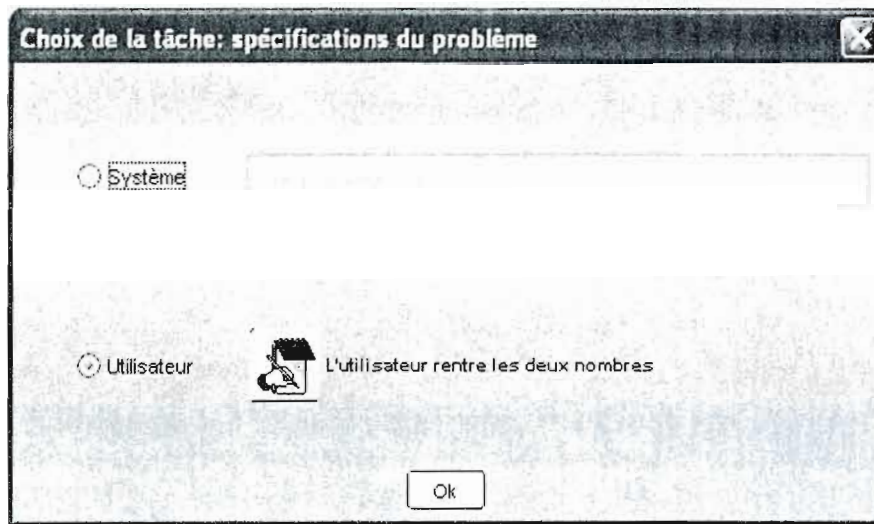 Choix de la tâche: spécifications du problème
Système
Utilisateur
L'utilisateur rentre les deux nombres
Ok